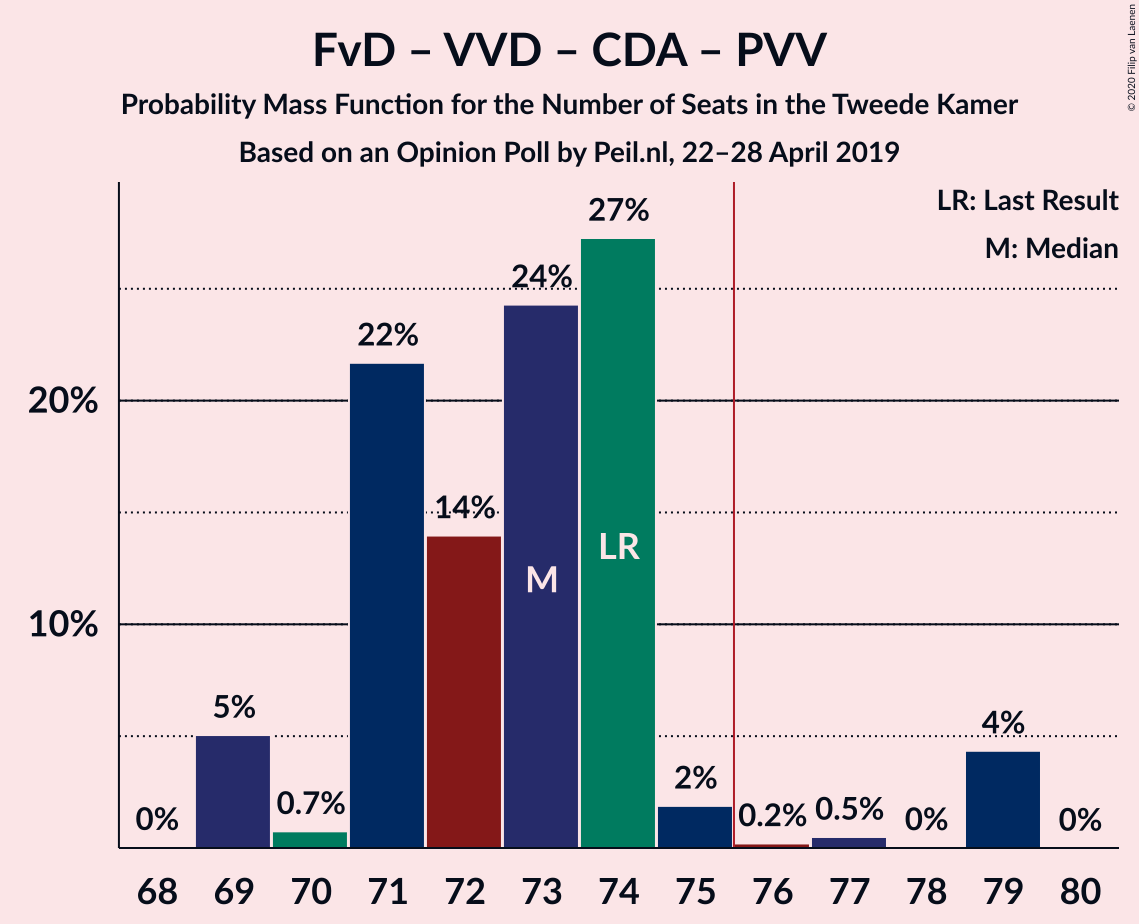 FvD – VVD – CDA – PVV
Probability Mass Function for the Number of Seats in the Tweede Kamer
Based on an Opinion Poll by Peil.nl, 22–28 April 2019
© 2020 Filip van Laenen
LR: Last Result
M: Median
27%
24%
22%
20%
14%
LR
M
10%
5%
4%
2%
0.7%
0.5%
0.2%
0%
0%
0%
68 69 70 71 72 73 74 75 76 77 78 79 80